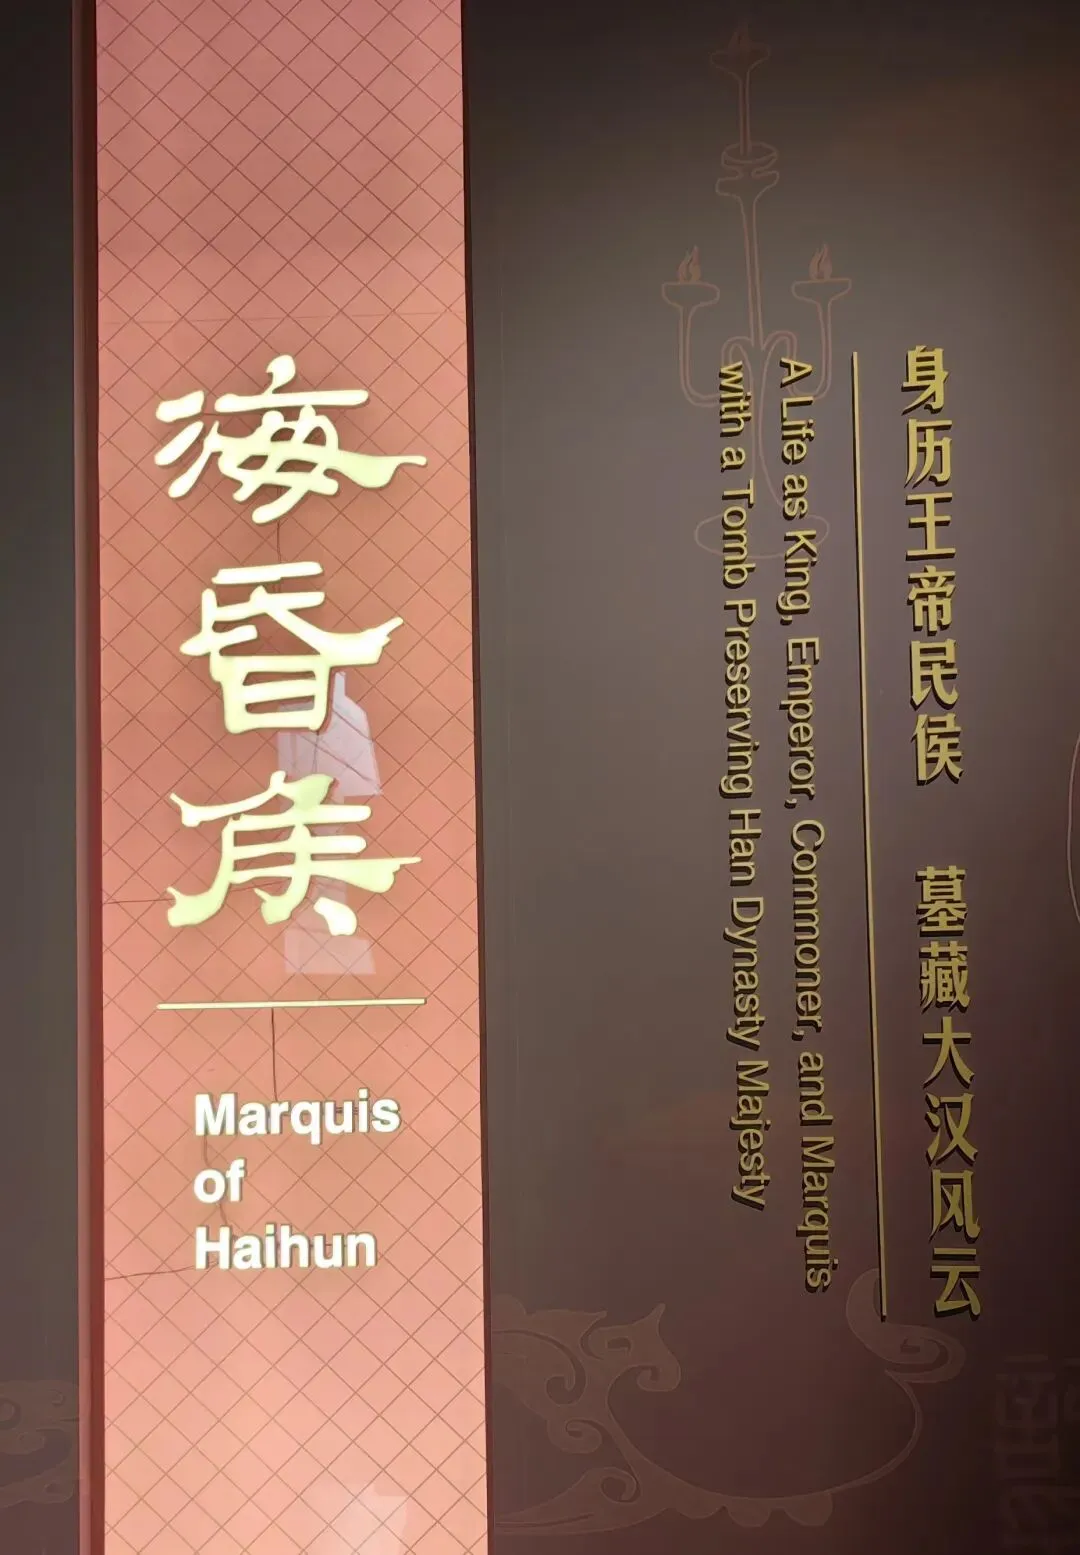 海昏侯
Marquis
of
Haihun
身历王帝民侯 墓藏大汉风云
A Life as King, Emperor, Commoner, and Marquis
with a Tomb Preserving Han Dynasty Majesty